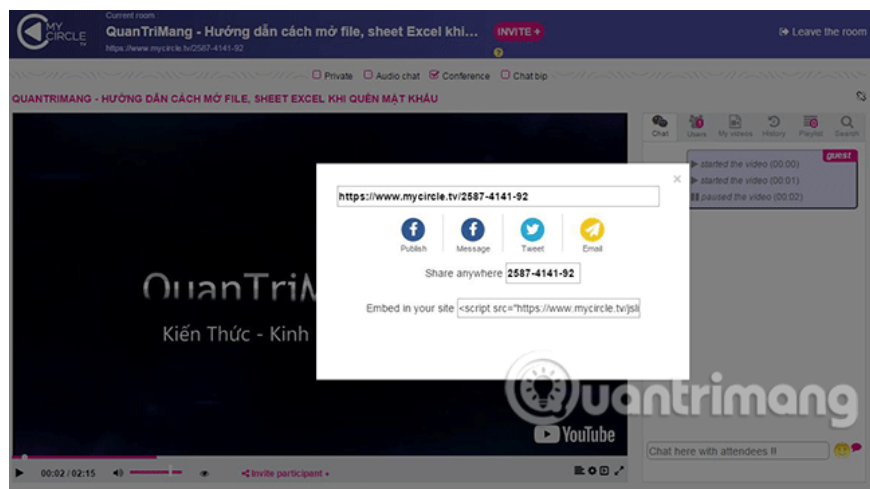 MY
CIRCLE
TV
Current room :
QuanTriMang - Hướng dẫn cách mở file, sheet Excel khi...
https://www.mycircle.tv/2587-4141-92
INVITE +
?
Leave the room
Private Audio chat Conference Chat bip
QUANTRIMANG - HƯỚNG DẪN CÁCH MỞ FILE, SHEET EXCEL KHI QUÊN MẬT KHẨU
Chat Users My videos History Playlist Search
guest
started the video (00:00)
started the video (00:01)
paused the video (00:02)
×
https://www.mycircle.tv/2587-4141-92
Publish Message Tweet Email
Share anywhere 2587-4141-92
Embed in your site <script src="https://www.mycircle.tv/jsli
QuanTriM
Kiến Thức - Kinh
Quantrimang
YouTube
Chat here with attendees !!
00:02 / 02:15
Invite participant +